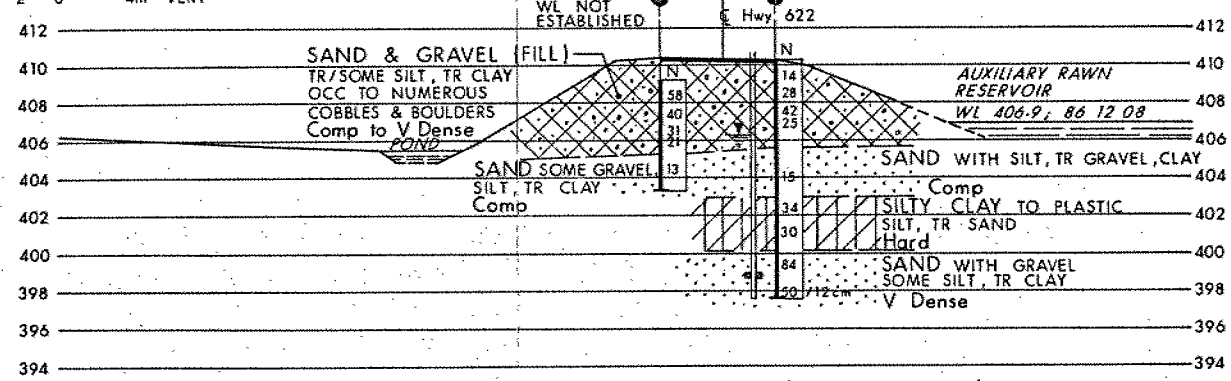 2 0 4m VERT
WL NOT
ESTABLISHED
℄ Hwy. 622
412 412
410 410
408 408
406 406
404 404
402 402
400 400
398 398
396 396
394 394
SAND & GRAVEL (FILL)
TR/SOME SILT, TR CLAY
OCC TO NUMEROUS
COBBLES & BOULDERS
Comp to V Dense
POND
SAND SOME GRAVEL,
SILT, TR CLAY
Comp
N
58
40
31
21
13
N
14
28
42
25
15
34
30
84
50 /12cm
AUXILIARY RAWN
RESERVOIR
WL 406.9; 86 12 08
SAND WITH SILT, TR GRAVEL, CLAY
Comp
SILTY CLAY TO PLASTIC
SILT, TR SAND
Hard
SAND WITH GRAVEL
SOME SILT, TR CLAY
V Dense